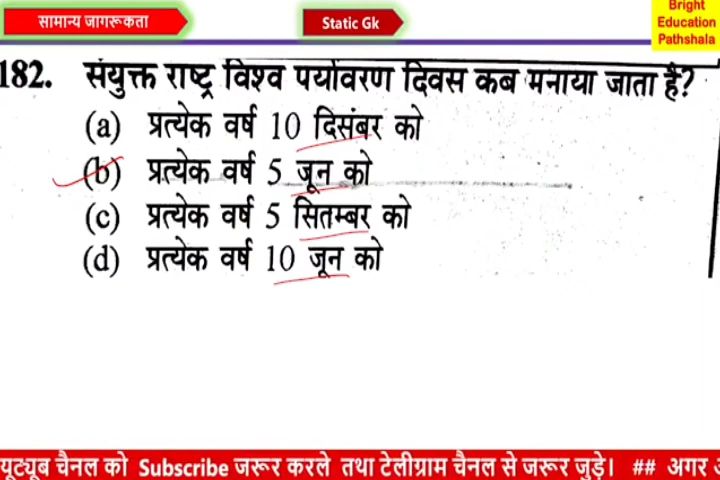 सामान्य जागरूकता
Static Gk
Bright
Education
Pathshala
182. संयुक्त राष्ट्र विश्व पर्यावरण दिवस कब मनाया जाता है?
(a) प्रत्येक वर्ष 10 दिसंबर को
(b) प्रत्येक वर्ष 5 जून को
(c) प्रत्येक वर्ष 5 सितम्बर को
(d) प्रत्येक वर्ष 10 जून को
यूट्यूब चैनल को Subscribe जरूर करले तथा टेलीग्राम चैनल से जरूर जुड़े। ## अगर